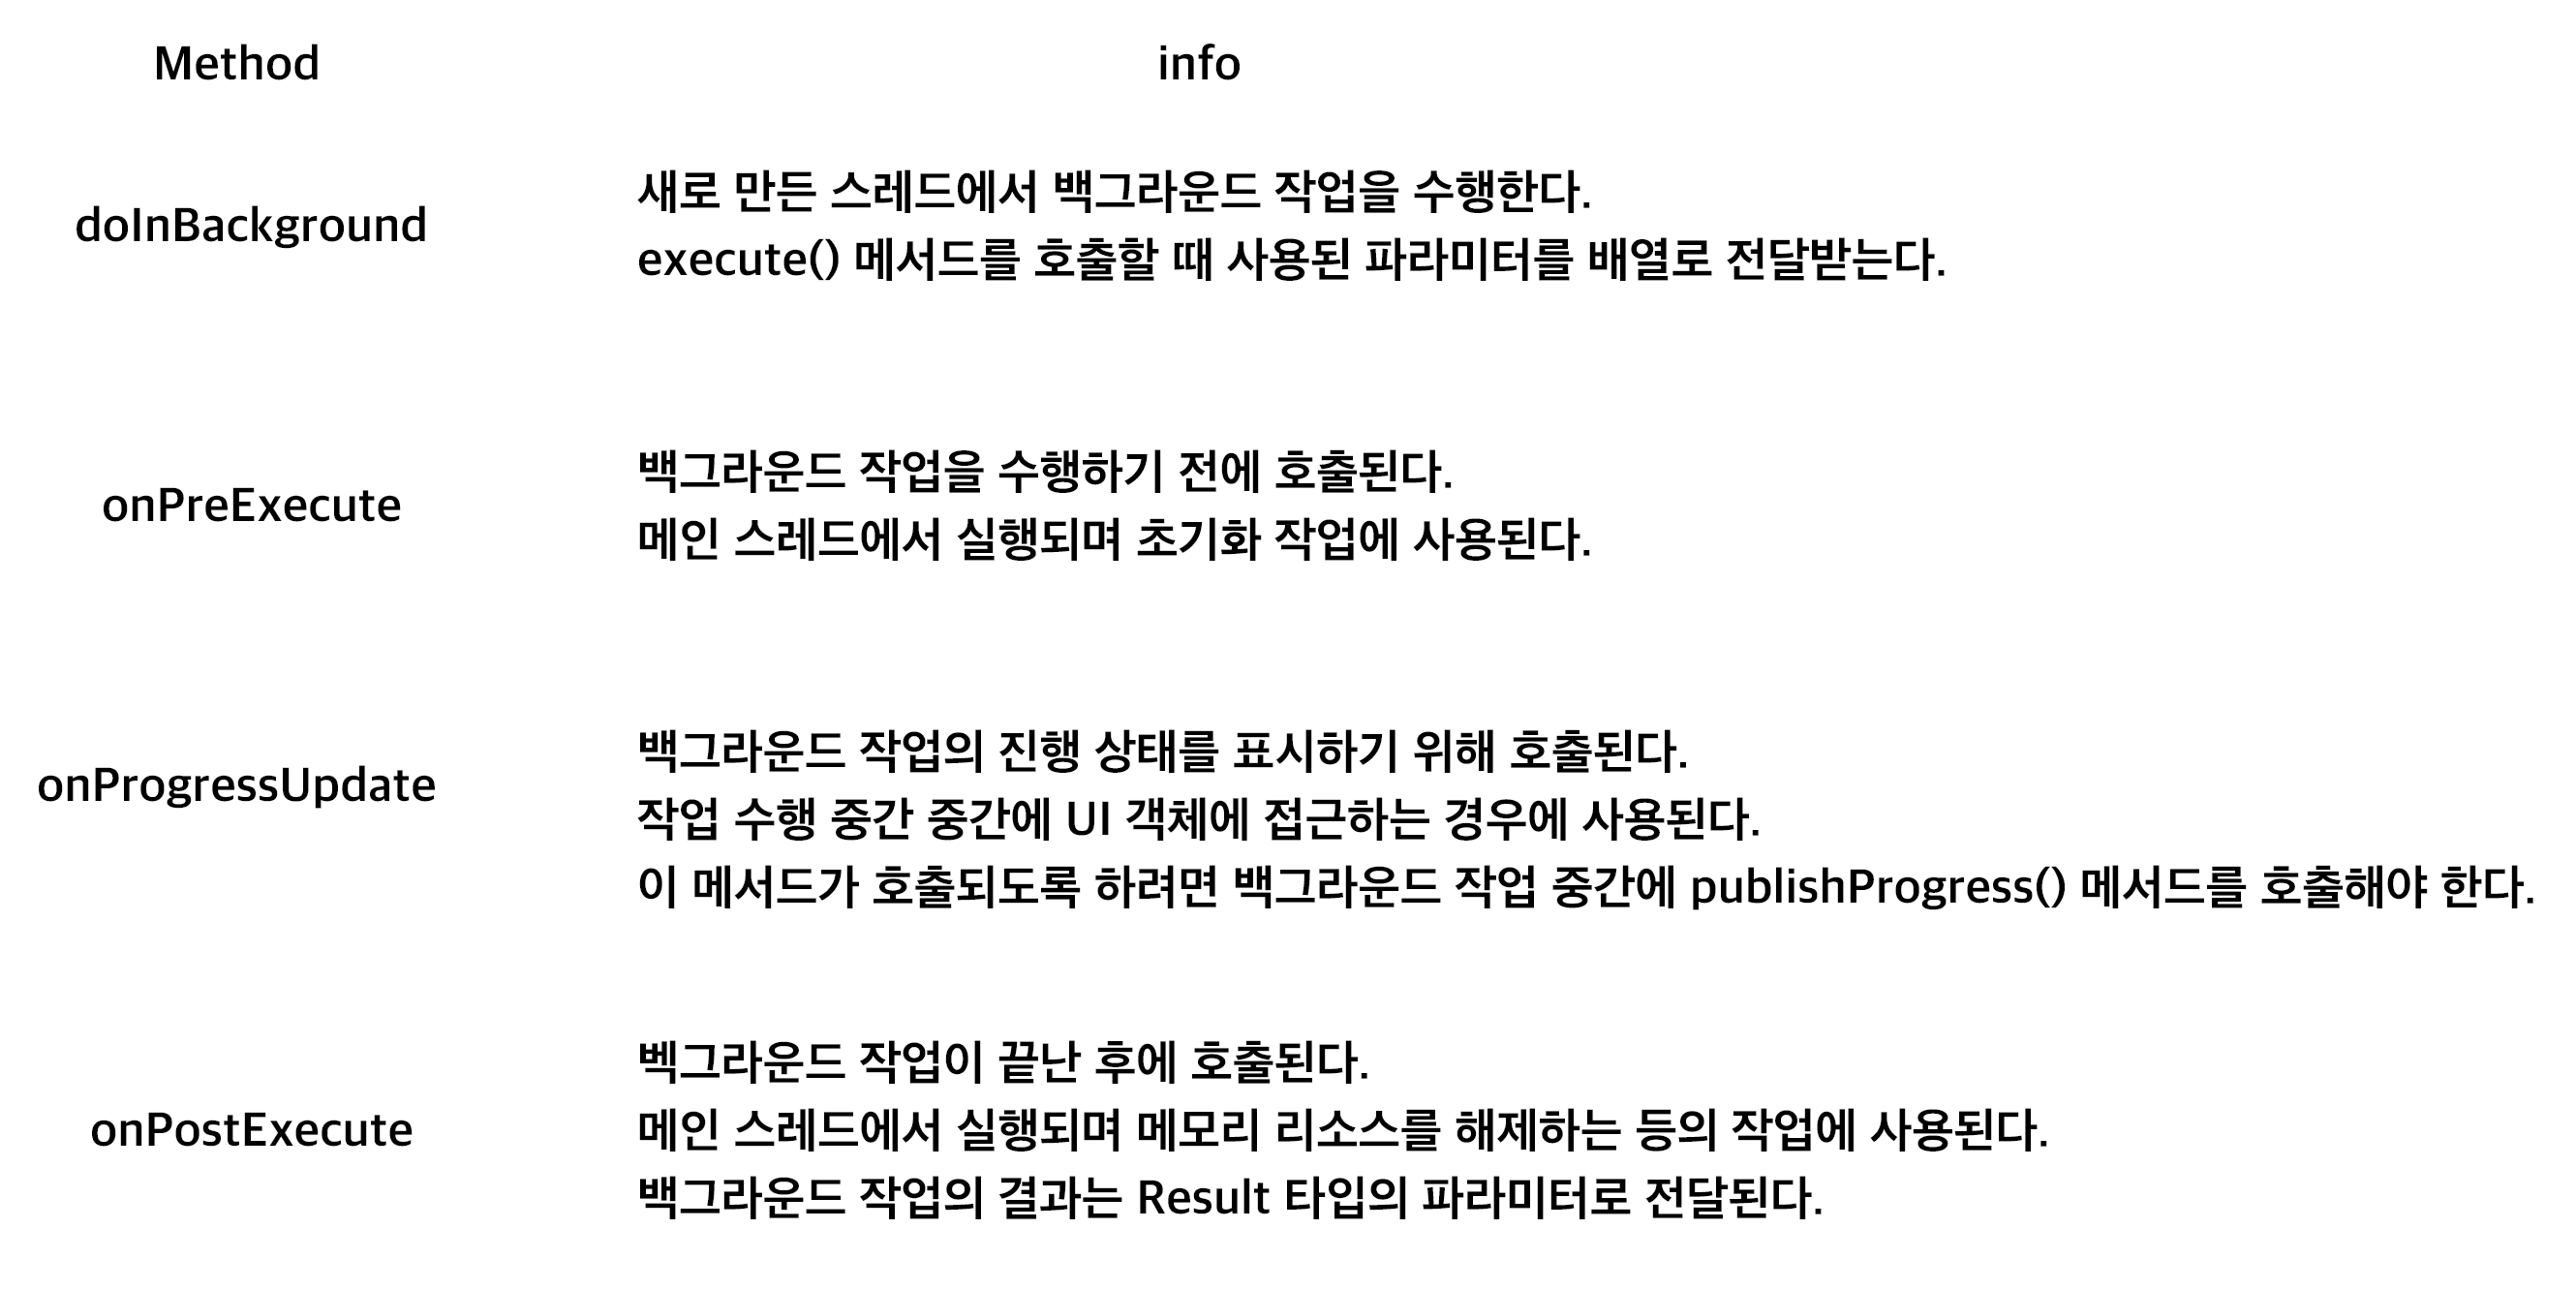 Method info
doInBackground
새로 만든 스레드에서 백그라운드 작업을 수행한다.
execute() 메서드를 호출할 때 사용된 파라미터를 배열로 전달받는다.
onPreExecute
백그라운드 작업을 수행하기 전에 호출된다.
메인 스레드에서 실행되며 초기화 작업에 사용된다.
onProgressUpdate
백그라운드 작업의 진행 상태를 표시하기 위해 호출된다.
작업 수행 중간 중간에 UI 객체에 접근하는 경우에 사용된다.
이 메서드가 호출되도록 하려면 백그라운드 작업 중간에 publishProgress() 메서드를 호출해야 한다.
onPostExecute
벡그라운드 작업이 끝난 후에 호출된다.
메인 스레드에서 실행되며 메모리 리소스를 해제하는 등의 작업에 사용된다.
백그라운드 작업의 결과는 Result 타입의 파라미터로 전달된다.